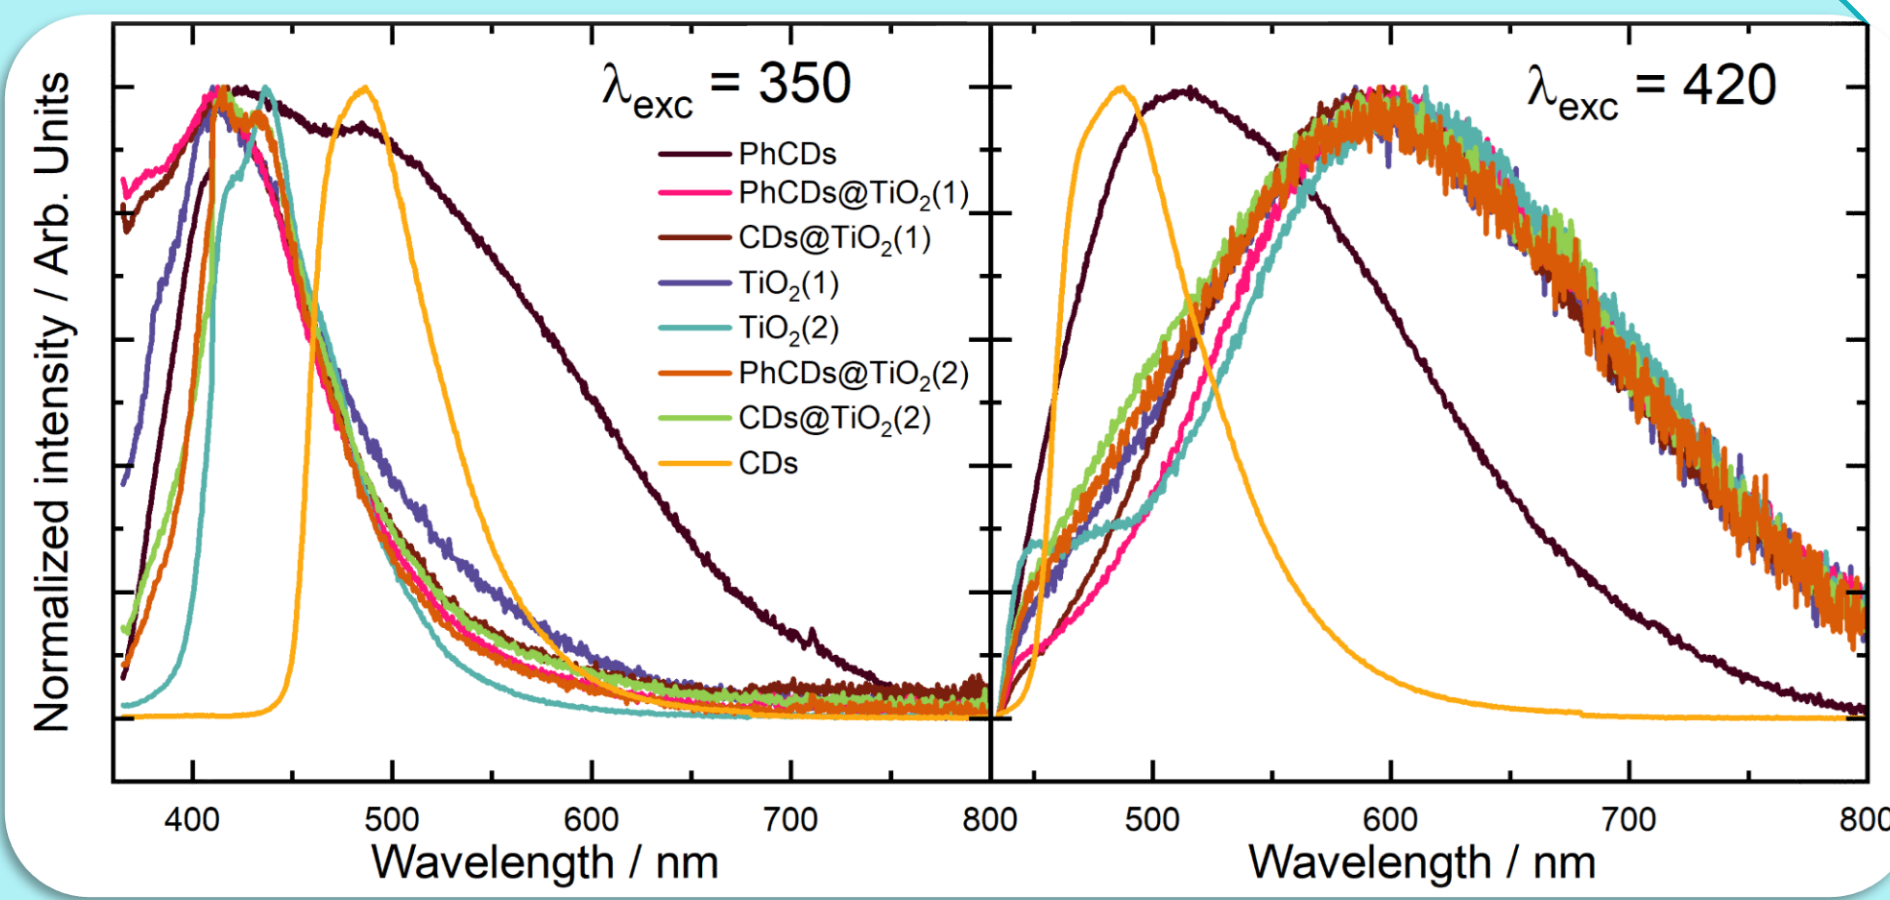 Normalized intensity / Arb. Units
λexc = 350
PhCDs
PhCDs@TiO2(1)
CDs@TiO2(1)
TiO2(1)
TiO2(2)
PhCDs@TiO2(2)
CDs@TiO2(2)
CDs
400 500 600 700 800
Wavelength / nm
λexc = 420
500 600 700 800
Wavelength / nm